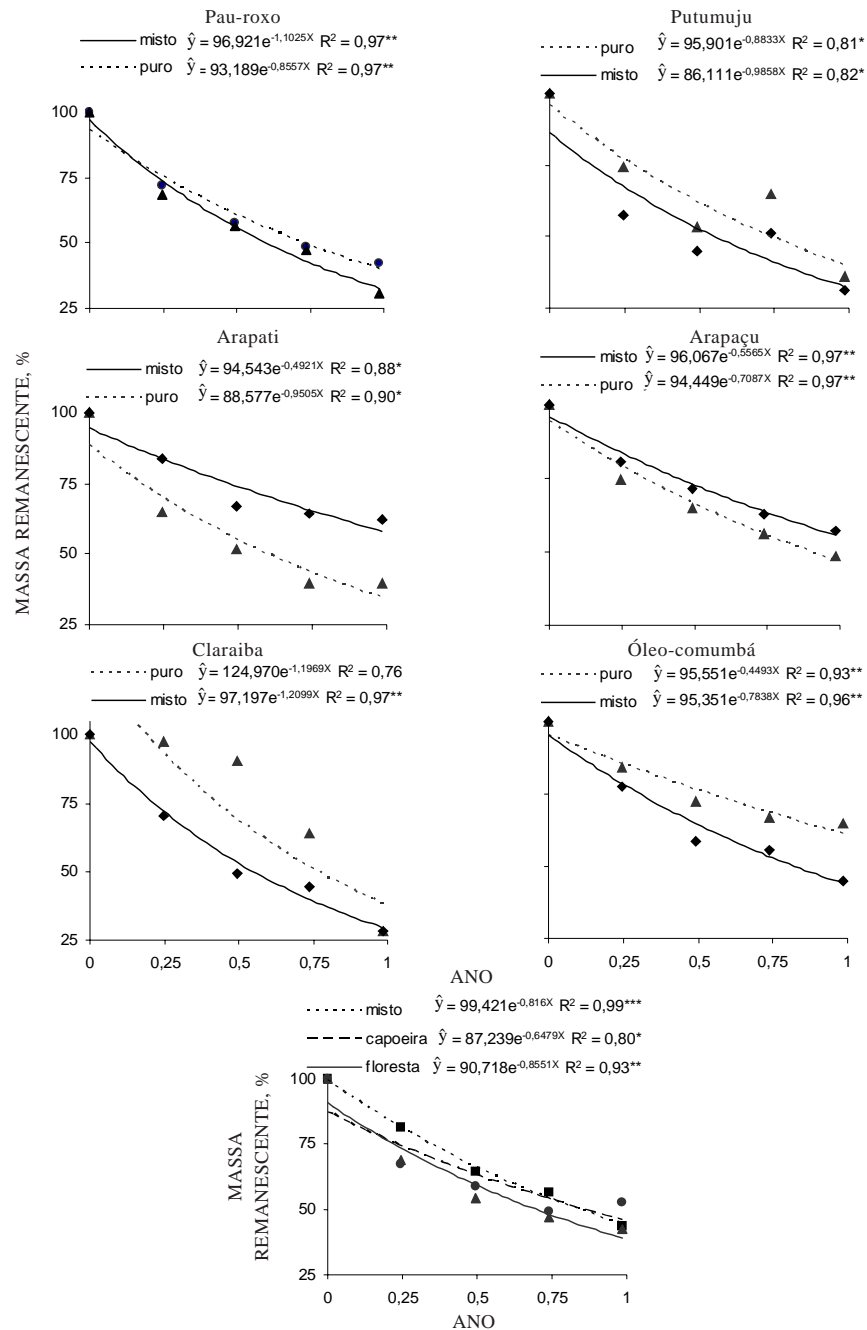 Pau-roxo
misto ŷ = 96,921e-1,1025X R² = 0,97**
puro ŷ = 93,189e-0,8557X R² = 0,97**
Putumuju
puro ŷ = 95,901e-0,8833X R² = 0,81*
misto ŷ = 86,111e-0,9858X R² = 0,82*
100
75
50
25
Arapati
misto ŷ = 94,543e-0,4921X R² = 0,88*
puro ŷ = 88,577e-0,9505X R² = 0,90*
Arapaçu
misto ŷ = 96,067e-0,5565X R² = 0,97**
puro ŷ = 94,449e-0,7087X R² = 0,97**
MASSA REMANESCENTE, %
100
75
50
25
Claraiba
puro ŷ = 124,970e-1,1969X R² = 0,76
misto ŷ = 97,197e-1,2099X R² = 0,97**
Óleo-comumbá
puro ŷ = 95,551e-0,4493X R² = 0,93**
misto ŷ = 95,351e-0,7838X R² = 0,96**
100
75
50
25
0 0,25 0,5 0,75 1
0 0,25 0,5 0,75 1
ANO
misto ŷ = 99,421e-0,816X R² = 0,99***
capoeira ŷ = 87,239e-0,6479X R² = 0,80*
floresta ŷ = 90,718e-0,8551X R² = 0,93**
MASSA
REMANESCENTE, %
100
75
50
25
0 0,25 0,5 0,75 1
ANO